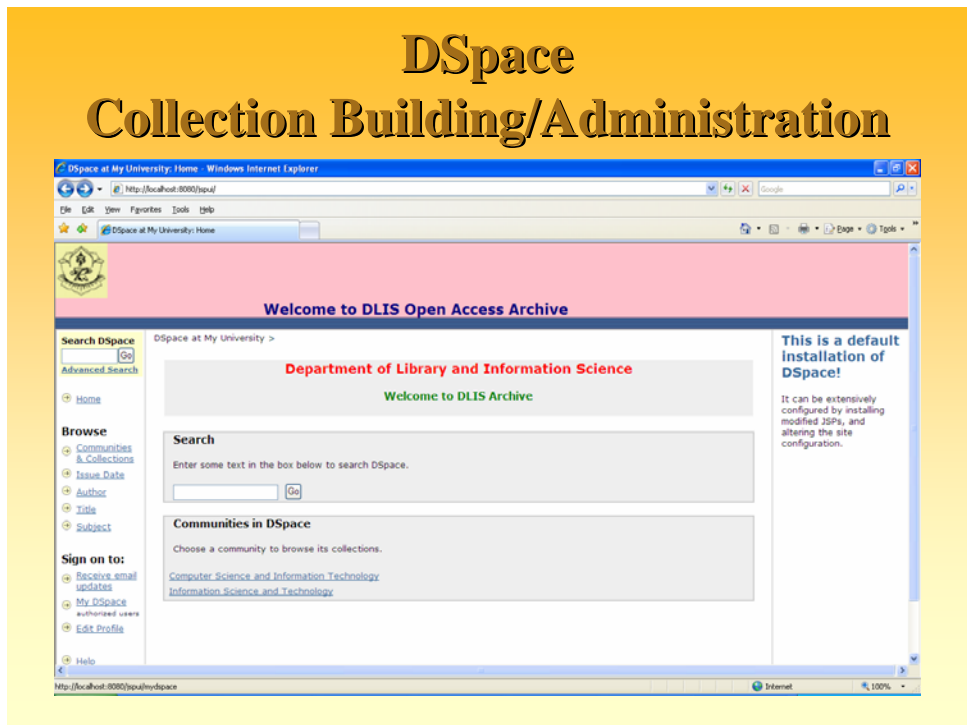 DSpace
Collection Building/Administration
DSpace at My University: Home - Windows Internet Explorer
http://localhost:8080/jspui/
Google
File Edit View Favorites Tools Help
DSpace at My University: Home
Page Tools
Welcome to DLIS Open Access Archive
Search DSpace
Go
Advanced Search
Home
Browse
Communities
& Collections
Issue Date
Author
Title
Subject
Sign on to:
Receive email
updates
My DSpace
authorized users
Edit Profile
Help
DSpace at My University >
Department of Library and Information Science
Welcome to DLIS Archive
Search
Enter some text in the box below to search DSpace.
Go
Communities in DSpace
Choose a community to browse its collections.
Computer Science and Information Technology
Information Science and Technology
This is a default
installation of
DSpace!
It can be extensively
configured by installing
modified JSPs, and
altering the site
configuration.
http://localhost:8080/jspui/mydspace
Internet
100%